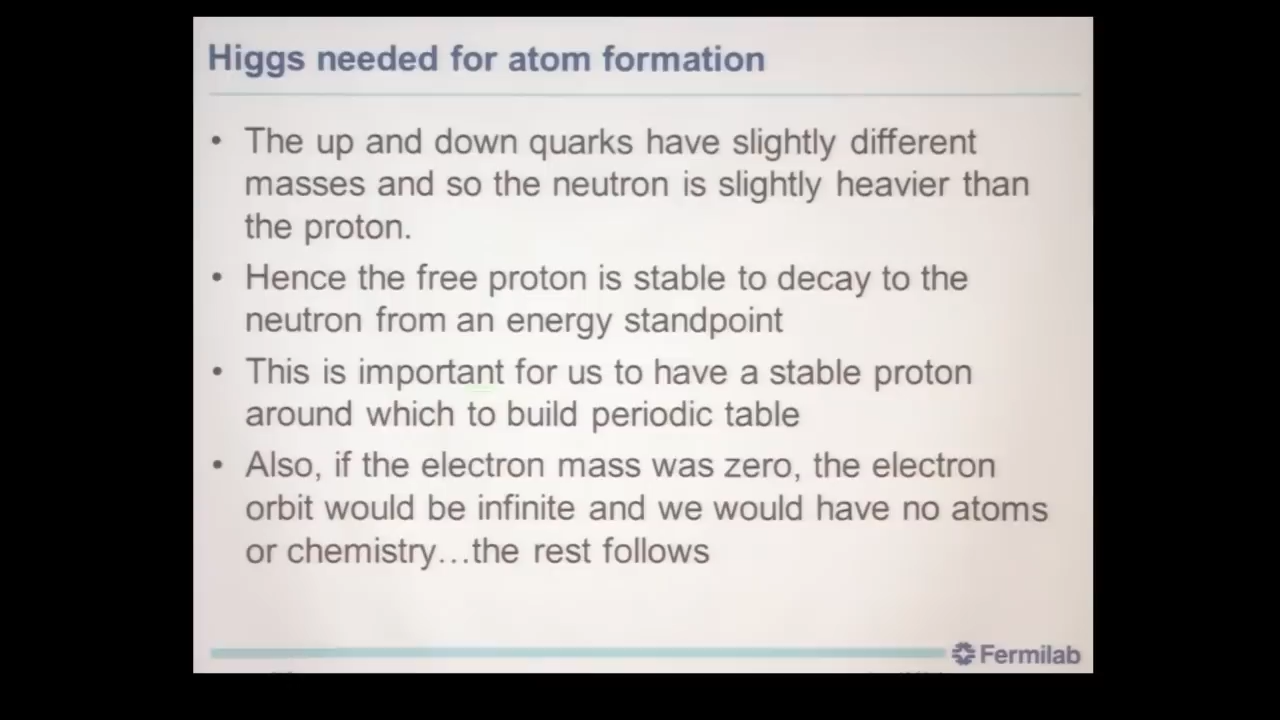 Higgs needed for atom formation
• The up and down quarks have slightly different
masses and so the neutron is slightly heavier than
the proton.
• Hence the free proton is stable to decay to the
neutron from an energy standpoint
• This is important for us to have a stable proton
around which to build periodic table
• Also, if the electron mass was zero, the electron
orbit would be infinite and we would have no atoms
or chemistry…the rest follows
Fermilab